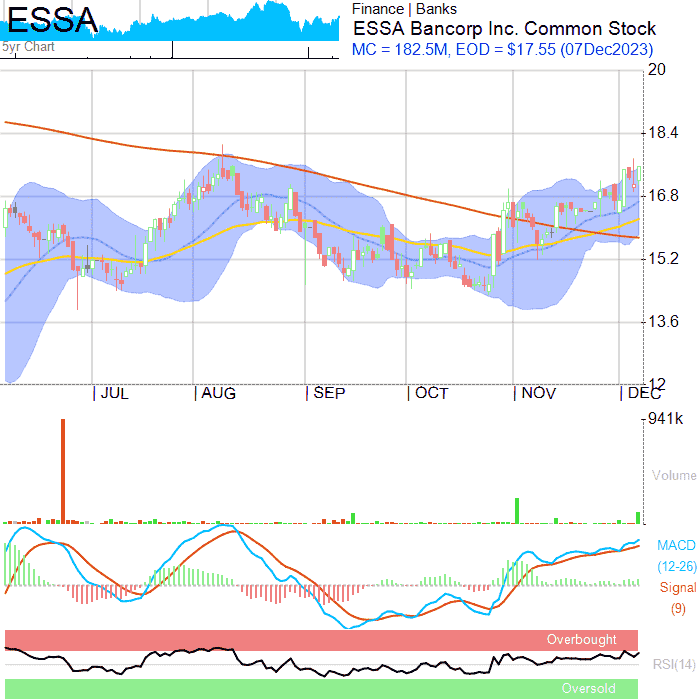 ESSA
5yr Chart
Finance | Banks
ESSA Bancorp Inc. Common Stock
MC = 182.5M, EOD = $17.55 (07Dec2023)
20
18.4
16.8
15.2
13.6
12
JUL
AUG
SEP
OCT
NOV
DEC
941k
Volume
MACD
(12-26)
Signal
(9)
Overbought
RSI(14)
Oversold